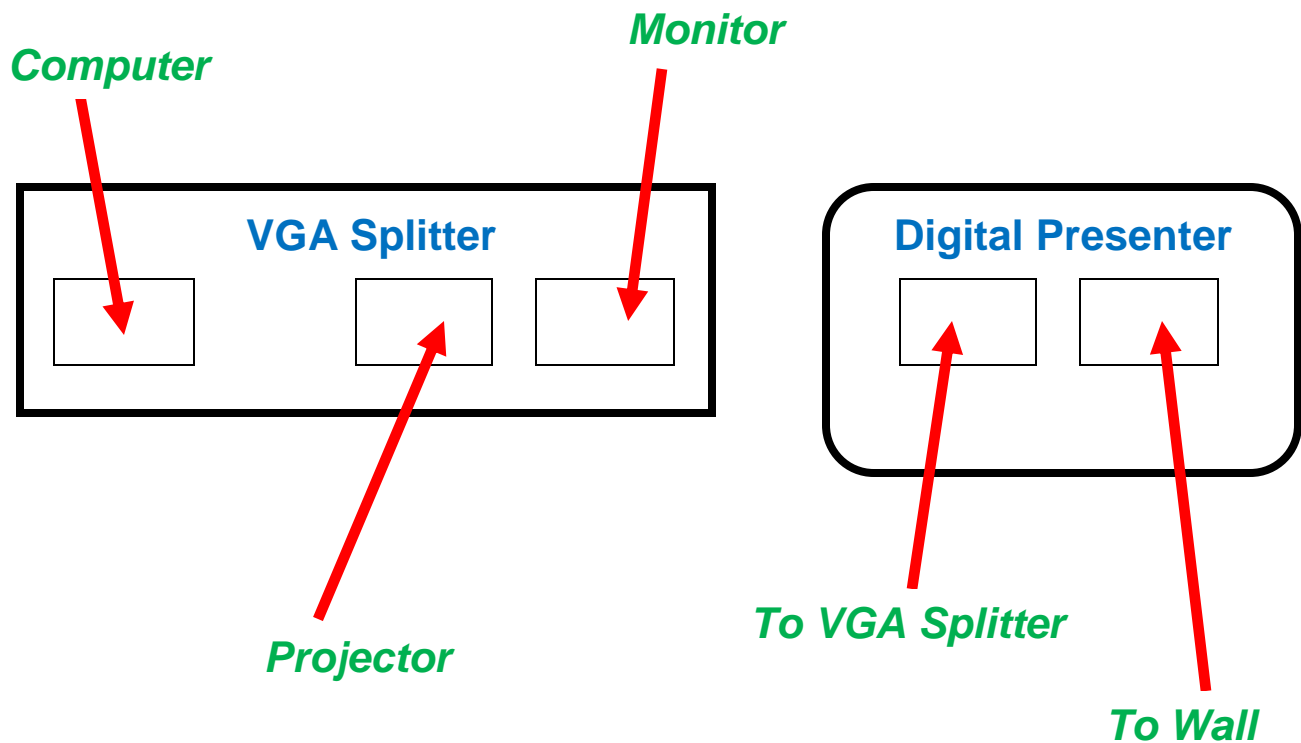 Monitor
Computer
VGA Splitter
Digital Presenter
To VGA Splitter
Projector
To Wall